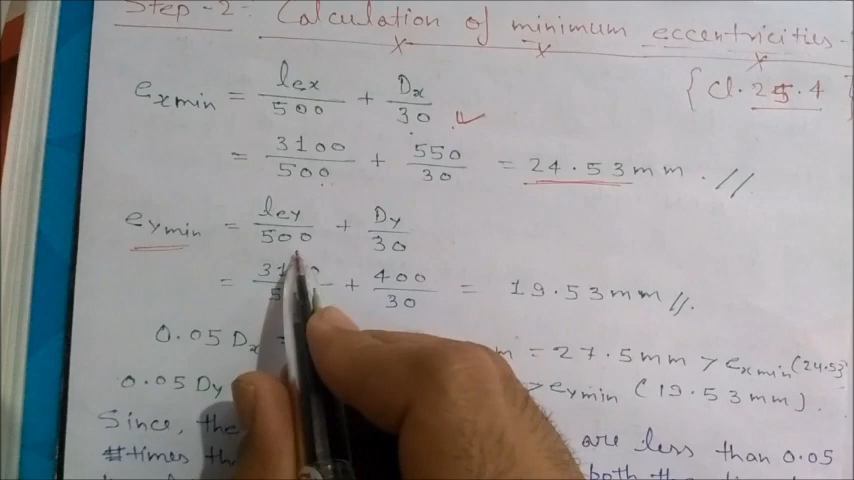 Step-2: Calculation of minimum eccentricities-
{ Cl. 25.4 }
exmin = lex/500 + Dx/30
= 3100/500 + 550/30 = 24.53mm. //
eymin = ley/500 + Dy/30
= + 400/30 = 19.53mm //.
0.05 Dx = 27.5mm > exmin (24.53
0.05 Dy > eymin (19.53mm).
Since, the are less than 0.05
times both the